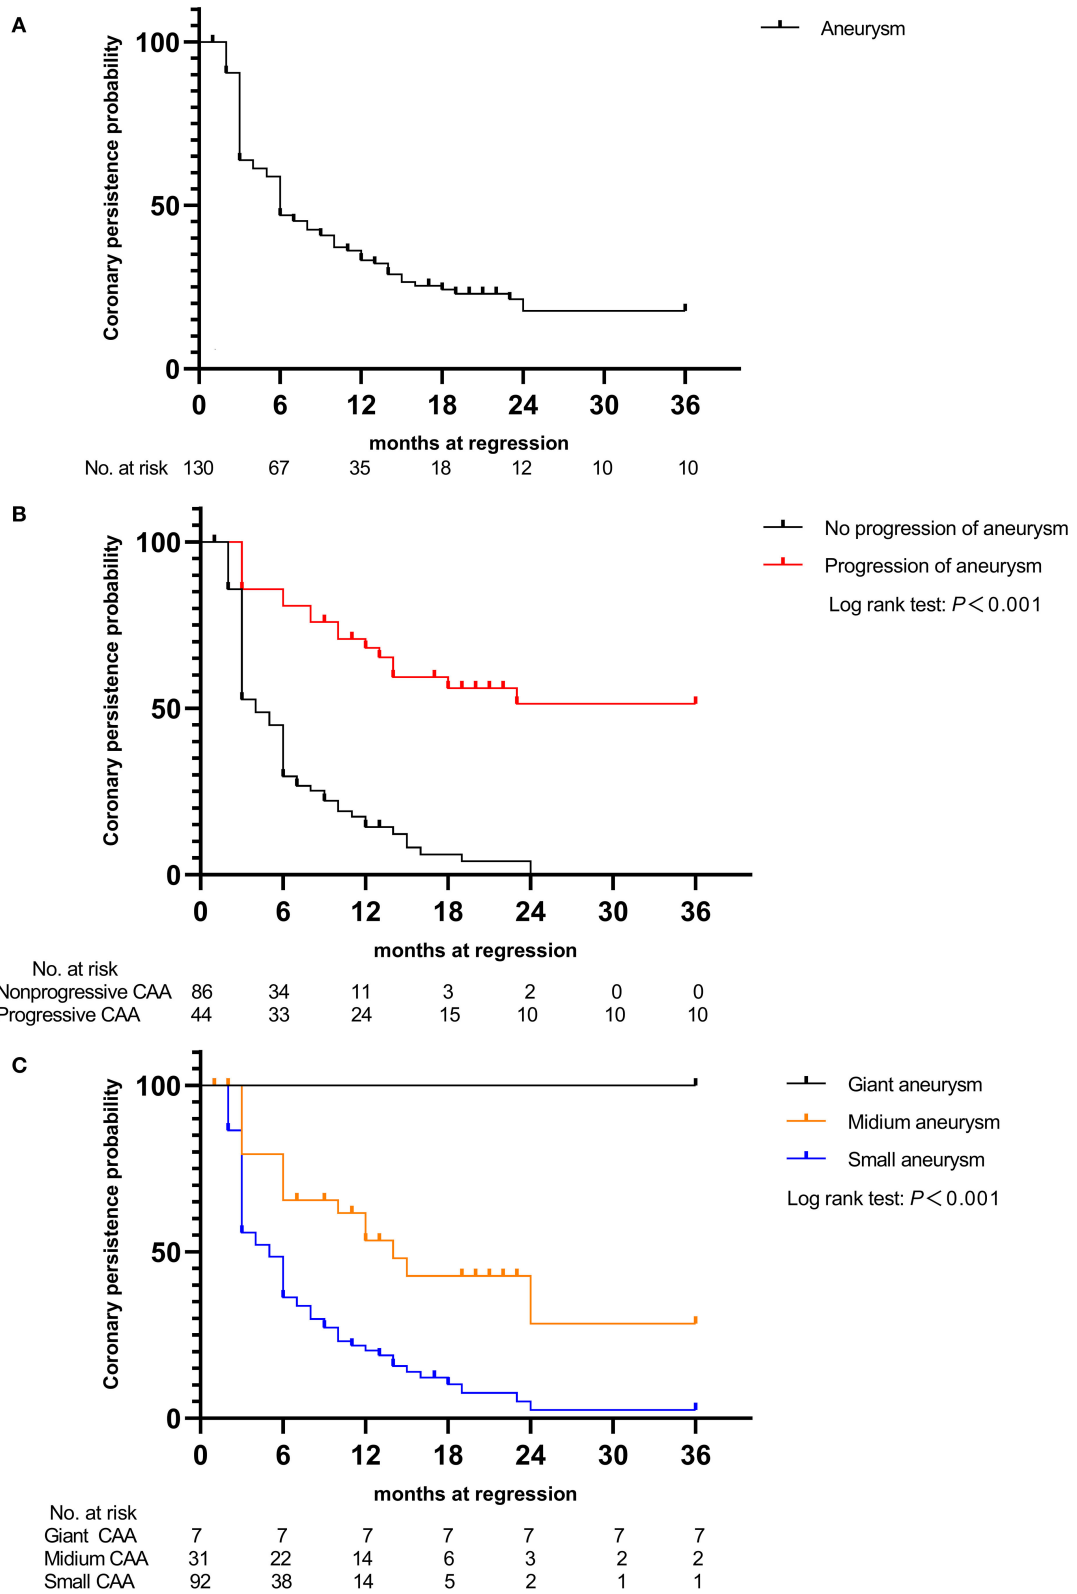 A
Aneurysm
Coronary persistence probability
100
50
0
0 6 12 18 24 30 36
months at regression
No. at risk 130 67 35 18 12 10 10
B
No progression of aneurysm
Progression of aneurysm
Log rank test: P<0.001
Coronary persistence probability
100
50
0
0 6 12 18 24 30 36
months at regression
No. at risk
Nonprogressive CAA 86 34 11 3 2 0 0
Progressive CAA 44 33 24 15 10 10 10
C
Giant aneurysm
Midium aneurysm
Small aneurysm
Log rank test: P<0.001
Coronary persistence probability
100
50
0
0 6 12 18 24 30 36
months at regression
No. at risk
Giant CAA 7 7 7 7 7 7 7
Midium CAA 31 22 14 6 3 2 2
Small CAA 92 38 14 5 2 1 1